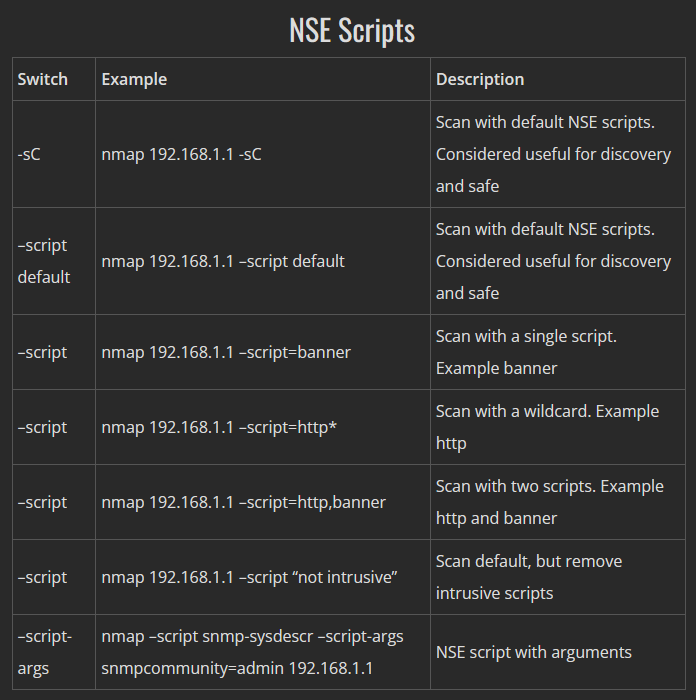 NSE Scripts
Switch Example Description
-sC nmap 192.168.1.1 -sC Scan with default NSE scripts.
Considered useful for discovery
and safe
–script
default nmap 192.168.1.1 –script default Scan with default NSE scripts.
Considered useful for discovery
and safe
–script nmap 192.168.1.1 –script=banner Scan with a single script.
Example banner
–script nmap 192.168.1.1 –script=http* Scan with a wildcard. Example
http
–script nmap 192.168.1.1 –script=http,banner Scan with two scripts. Example
http and banner
–script nmap 192.168.1.1 –script “not intrusive” Scan default, but remove
intrusive scripts
–script-
args nmap –script snmp-sysdescr –script-args
snmpcommunity=admin 192.168.1.1 NSE script with arguments